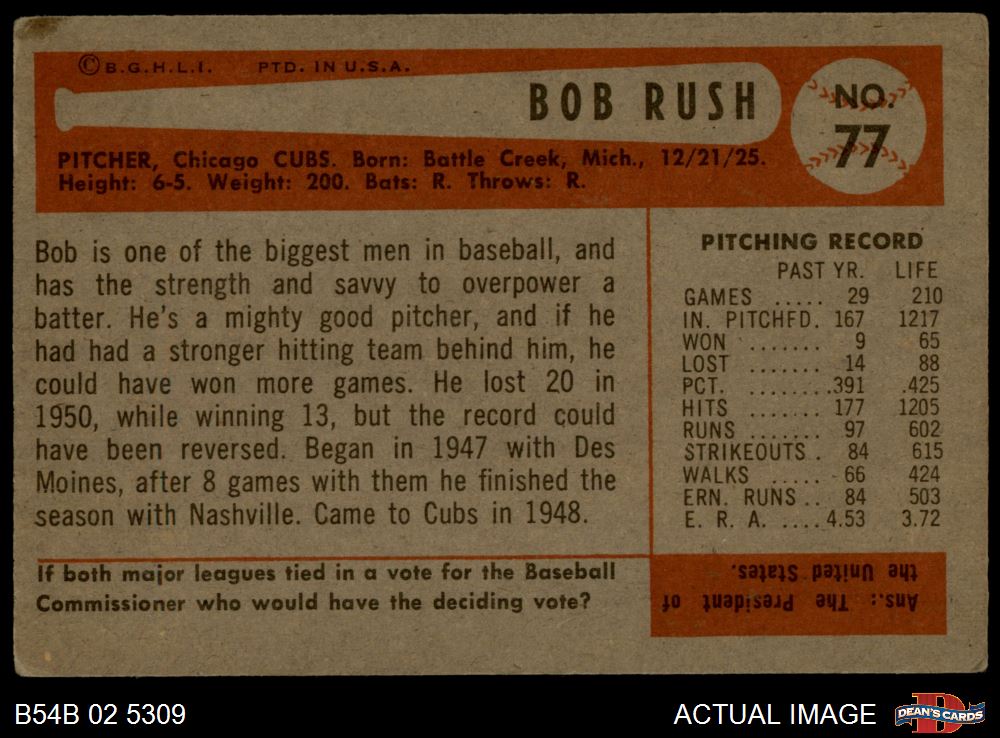 ©B.G.H.L.I. PTD. IN U.S.A.
BOB RUSH
NO.
77
PITCHER, Chicago CUBS. Born: Battle Creek, Mich., 12/21/25.
Height: 6-5. Weight: 200. Bats: R. Throws: R.
Bob is one of the biggest men in baseball, and
has the strength and savvy to overpower a
batter. He's a mighty good pitcher, and if he
had had a stronger hitting team behind him, he
could have won more games. He lost 20 in
1950, while winning 13, but the record could
have been reversed. Began in 1947 with Des
Moines, after 8 games with them he finished the
season with Nashville. Came to Cubs in 1948.
PITCHING RECORD
PAST YR. LIFE
GAMES ..... 29 210
IN. PITCHED. 167 1217
WON ....... 9 65
LOST ....... 14 88
PCT. ........391 .425
HITS ....... 177 1205
RUNS ....... 97 602
STRIKEOUTS .. 84 615
WALKS ..... 66 424
ERN. RUNS .. 84 503
E. R. A. ....4.53 3.72
If both major leagues tied in a vote for the Baseball
Commissioner who would have the deciding vote?
Ans.: The President of
the United States.
B54B 02 5309
ACTUAL IMAGE
D
DEAN'S CARDS